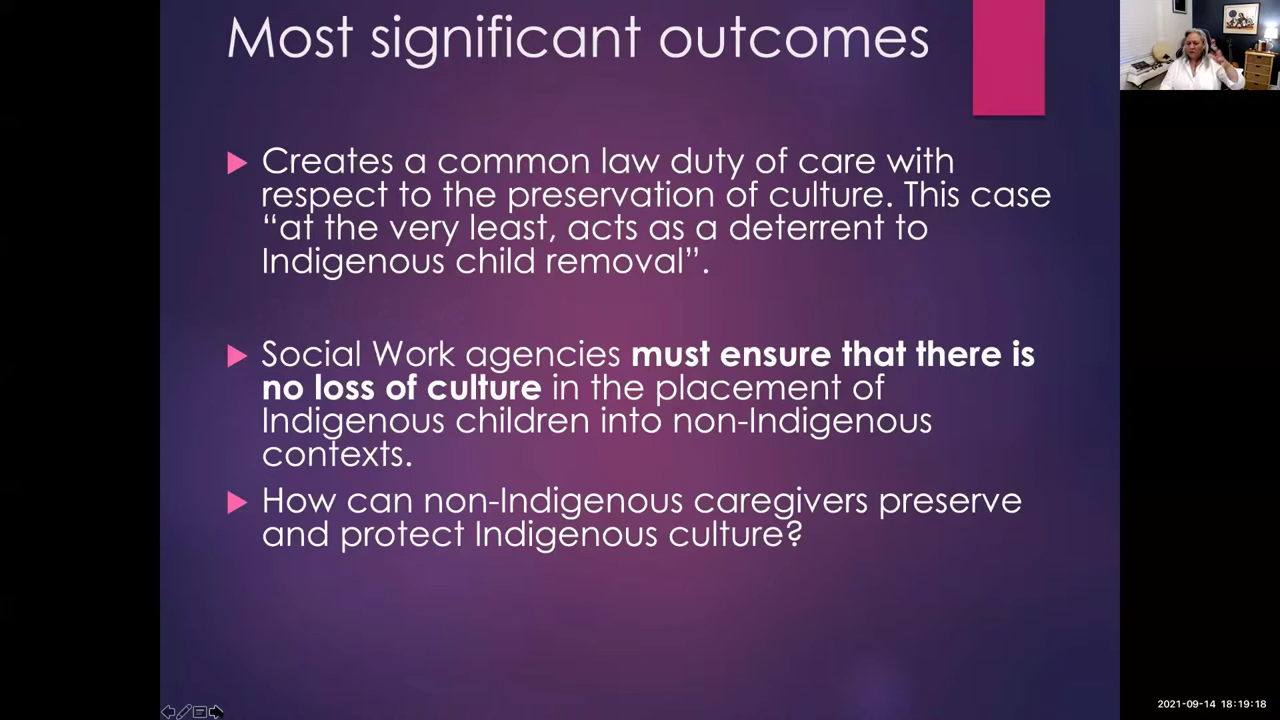 Most significant outcomes
Creates a common law duty of care with
respect to the preservation of culture. This case
“at the very least, acts as a deterrent to
Indigenous child removal”.
Social Work agencies must ensure that there is
no loss of culture in the placement of
Indigenous children into non-Indigenous
contexts.
How can non-Indigenous caregivers preserve
and protect Indigenous culture?
2021-09-14 18:19:18